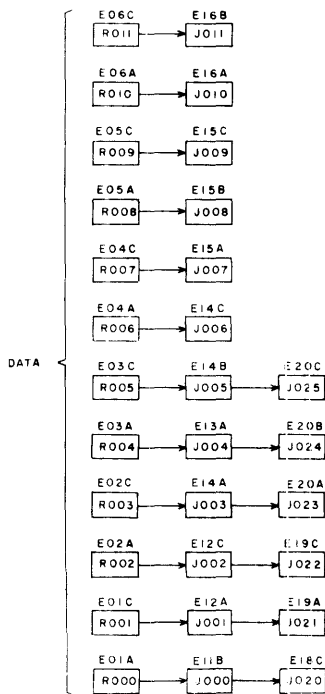 E06C E16B
R011 J011
E06A E16A
R010 J010
E05C E15C
R009 J009
E05A E15B
R008 J008
E04C E15A
R007 J007
E04A E14C
R006 J006
DATA
E03C E14B E20C
R005 J005 J025
E03A E13A E20B
R004 J004 J024
E02C E14A E20A
R003 J003 J023
E02A E12C E19C
R002 J002 J022
E01C E12A E19A
R001 J001 J021
E01A E11B E18C
R000 J000 J020